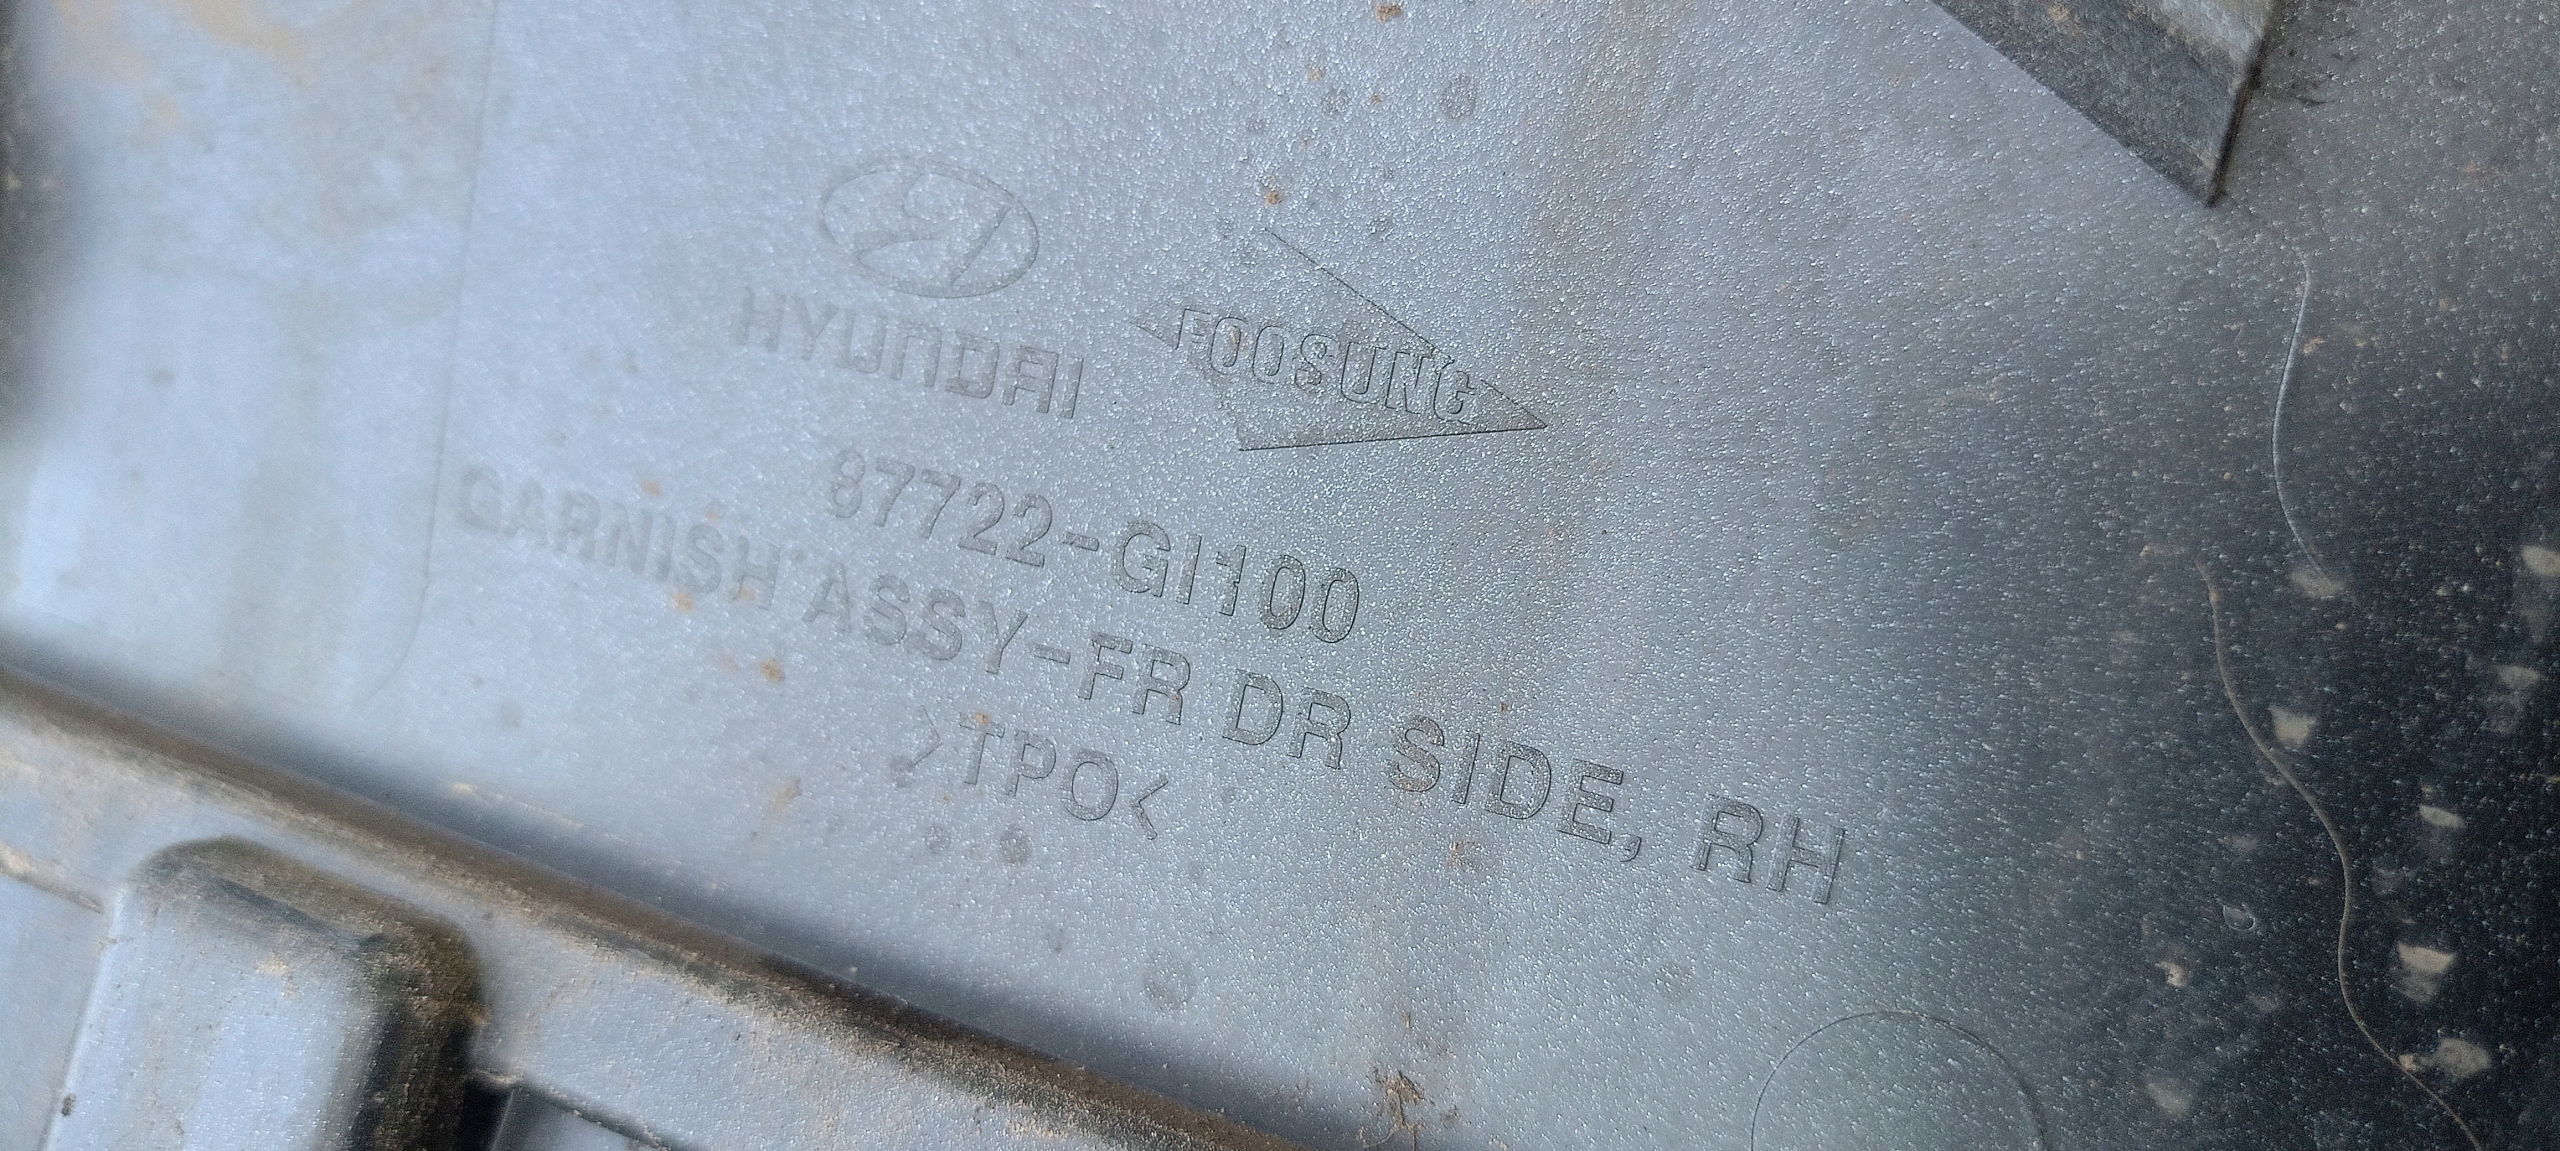 HYUNDAI
FOOSUNG
87722-GI100
GARNISH ASSY-FR DR SIDE, RH
>TPO<